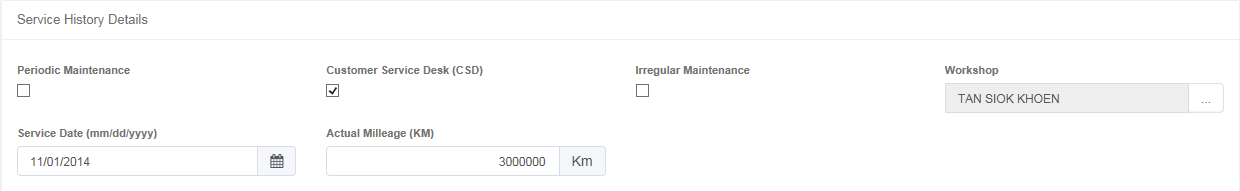 Service History Details
Periodic Maintenance
Customer Service Desk (CSD)
Irregular Maintenance
Workshop
TAN SIOK KHOEN
...
Service Date (mm/dd/yyyy)
Actual Milleage (KM)
11/01/2014
3000000
Km